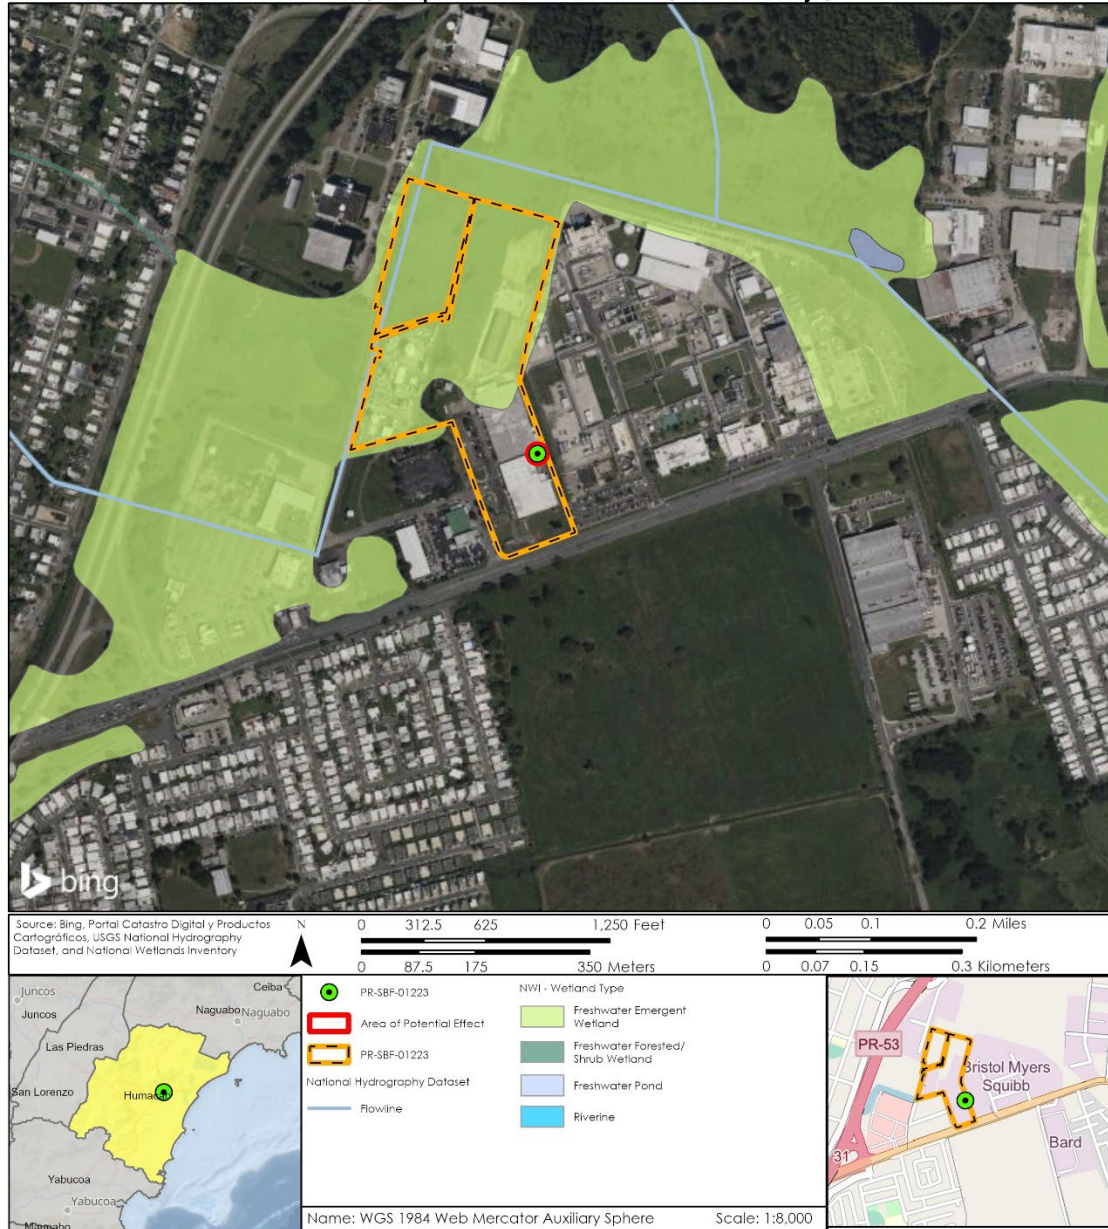 bing
Source: Bing, Portal Catastro Digital y Productos
Cartográficos, USGS National Hydrography
Dataset, and National Wetlands Inventory
N
0 312.5 625 1,250 Feet
0 87.5 175 350 Meters
0 0.05 0.1 0.2 Miles
0 0.07 0.15 0.3 Kilometers
Juncos
Juncos
Ceiba
Naguabo
Naguabo
Las Piedras
San Lorenzo
Humacao
Yabucoa
Yabucoa
Maunabo
PR-SBF-01223
Area of Potential Effect
PR-SBF-01223
National Hydrography Dataset
Flowline
NWI - Wetland Type
Freshwater Emergent
Wetland
Freshwater Forested/
Shrub Wetland
Freshwater Pond
Riverine
Name: WGS 1984 Web Mercator Auxiliary Sphere
Scale: 1:8,000
PR-53
Bristol Myers
Squibb
Bard
31